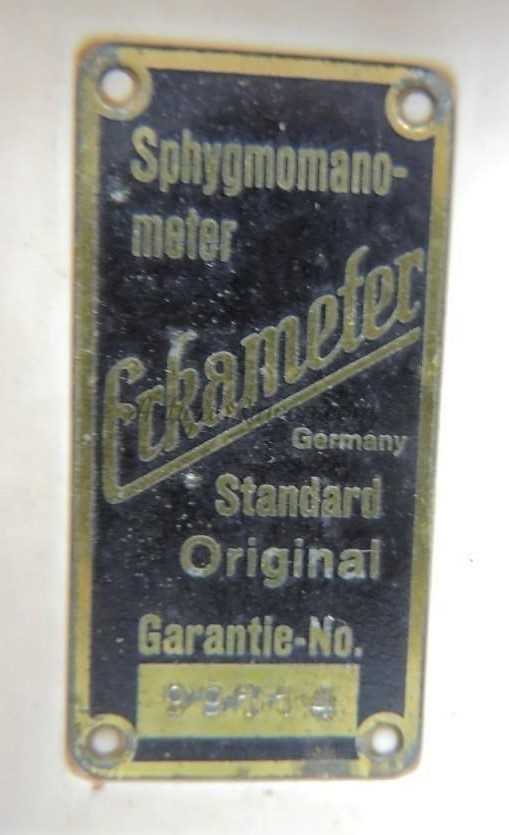 Sphygmomano-
meter
Erkameter
Germany
Standard
Original
Garantie-No.